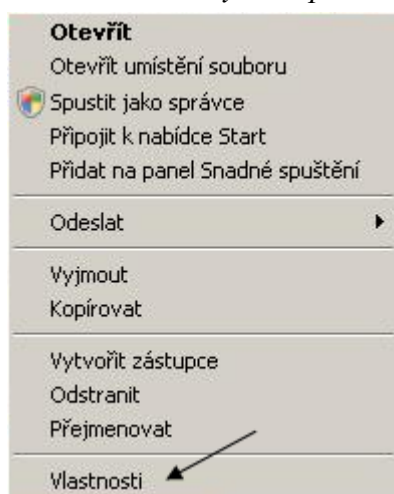 Otevřít
Otevřít umístění souboru
Spustit jako správce
Připojit k nabídce Start
Přidat na panel Snadné spuštění
Odeslat
Vyjmout
Kopírovat
Vytvořit zástupce
Odstranit
Přejmenovat
Vlastnosti